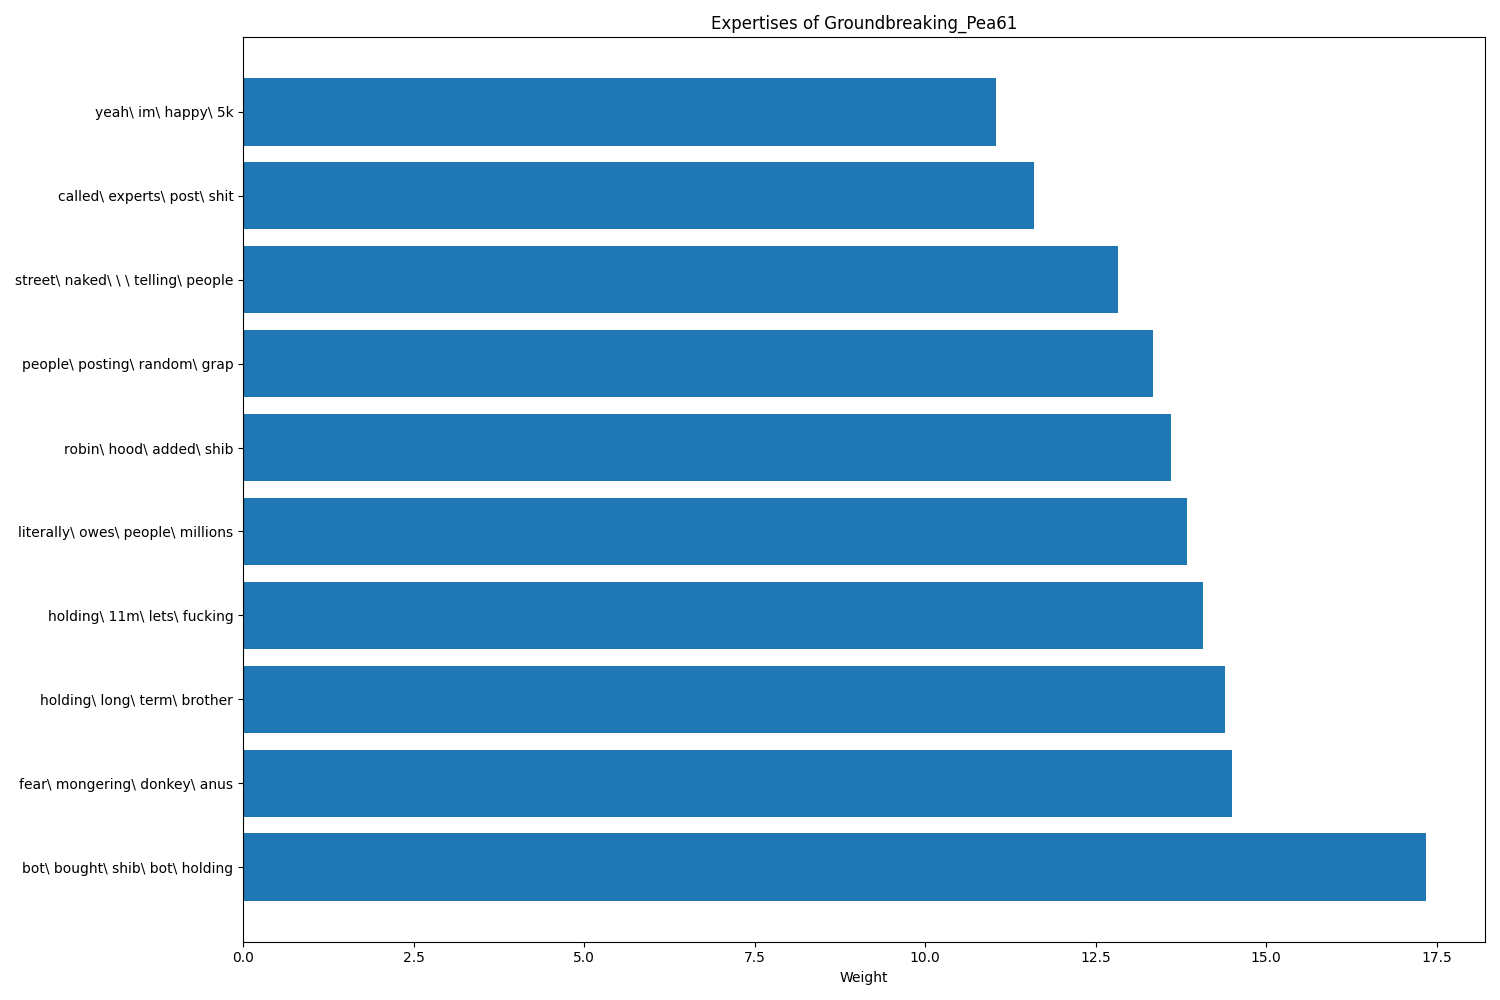 Expertises of Groundbreaking_Pea61
yeah\ im\ happy\ 5k
called\ experts\ post\ shit
street\ naked\ \ \ telling\ people
people\ posting\ random\ grap
robin\ hood\ added\ shib
literally\ owes\ people\ millions
holding\ 11m\ lets\ fucking
holding\ long\ term\ brother
fear\ mongering\ donkey\ anus
bot\ bought\ shib\ bot\ holding
0.0 2.5 5.0 7.5 10.0 12.5 15.0 17.5
Weight